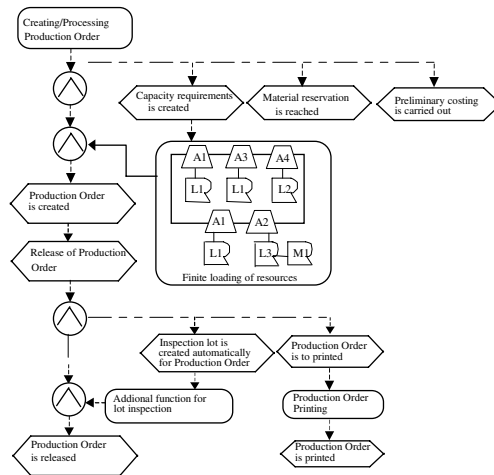 Creating/Processing
Production Order
Capacity requirements
is created
Material reservation
is reached
Preliminary costing
is carried out
A1
A3
A4
L1
L1
L2
A1
A2
L1
L3
M1
Finite loading of resources
Production Order
is created
Release of Production
Order
Inspection lot is
created automatically
for Production Order
Production Order
is to printed
Addional function for
lot inspection
Production Order
Printing
Production Order
is released
Production Order
is printed